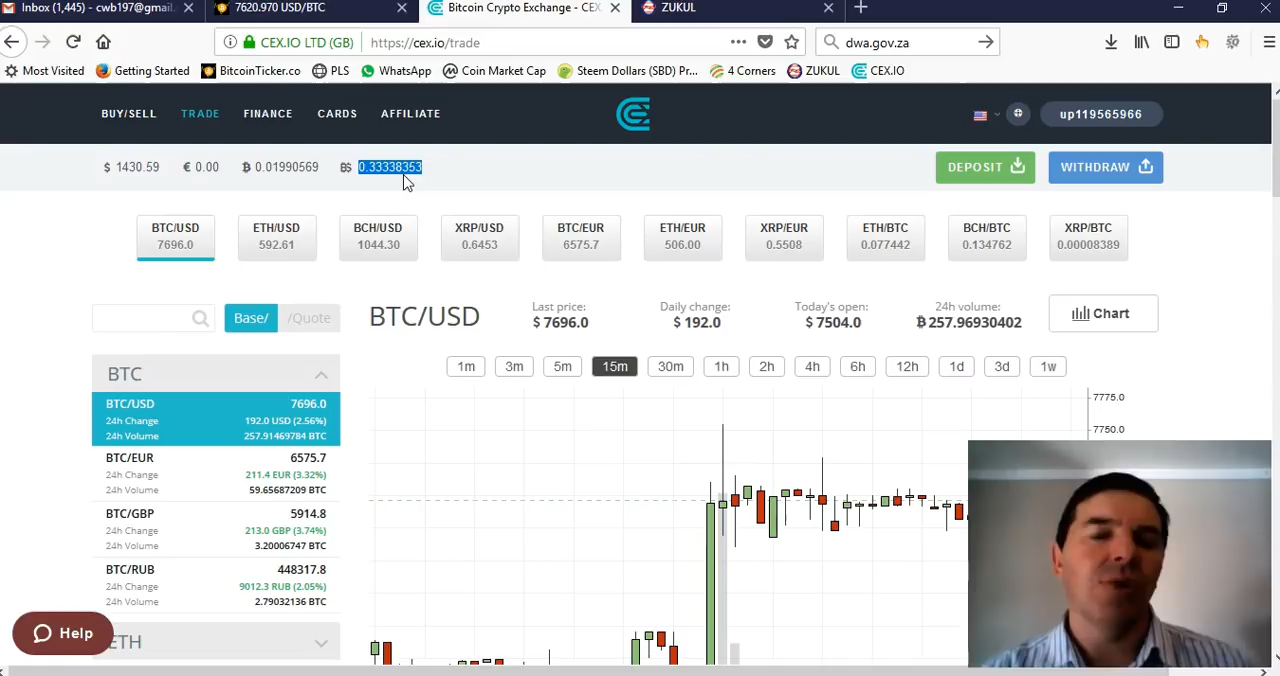 Inbox (1,445) - cwb197@gmail.
7620.970 USD/BTC
Bitcoin Crypto Exchange - CEX
ZUKUL
CEX.IO LTD (GB)
https://cex.io/trade
dwa.gov.za
Most Visited
Getting Started
BitcoinTicker.co
PLS
WhatsApp
Coin Market Cap
Steem Dollars (SBD) Pr...
4 Corners
ZUKUL
CEX.IO
BUY/SELL
TRADE
FINANCE
CARDS
AFFILIATE
up119565966
$ 1430.59
€ 0.00
฿ 0.01990569
0.33338353
DEPOSIT
WITHDRAW
BTC/USD
7696.0
ETH/USD
592.61
BCH/USD
1044.30
XRP/USD
0.6453
BTC/EUR
6575.7
ETH/EUR
506.00
XRP/EUR
0.5508
ETH/BTC
0.077442
BCH/BTC
0.134762
XRP/BTC
0.00008389
Base/
/Quote
BTC/USD
Last price:
$ 7696.0
Daily change:
$ 192.0
Today's open:
$ 7504.0
24h volume:
฿ 257.96930402
Chart
1m
3m
5m
15m
30m
1h
2h
4h
6h
12h
1d
3d
1w
BTC
BTC/USD 7696.0
24h Change 192.0 USD (2.56%)
24h Volume 257.91469784 BTC
BTC/EUR 6575.7
24h Change 211.4 EUR (3.32%)
24h Volume 59.65687209 BTC
BTC/GBP 5914.8
24h Change 213.0 GBP (3.74%)
24h Volume 3.20006747 BTC
BTC/RUB 448317.8
24h Change 9012.3 RUB (2.05%)
24h Volume 2.79032136 BTC
ETH
7775.0
7750.0
Help